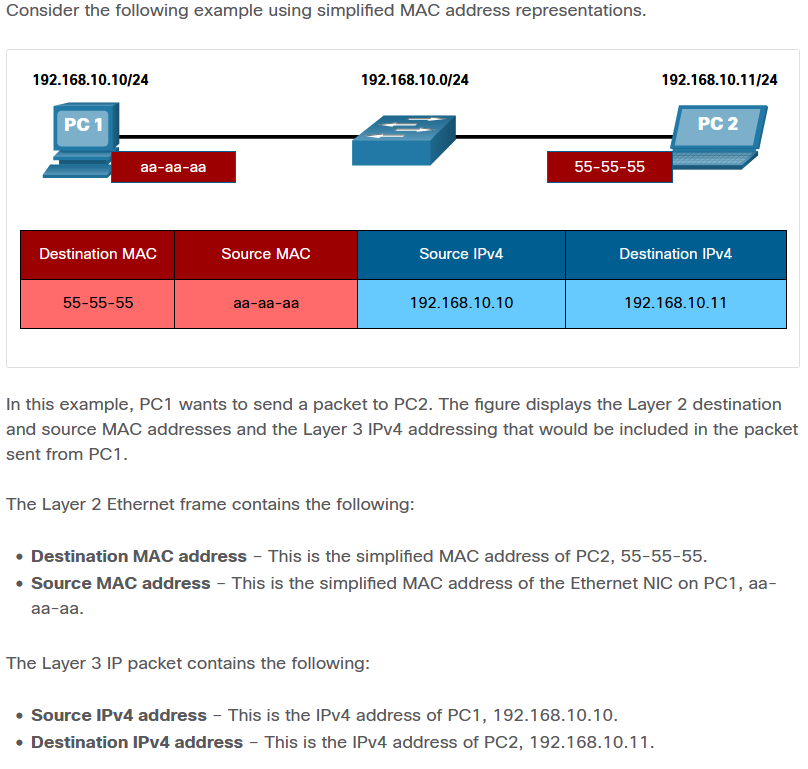 Consider the following example using simplified MAC address representations.
192.168.10.10/24 192.168.10.0/24 192.168.10.11/24
PC 1 PC 2
aa-aa-aa 55-55-55
Destination MAC Source MAC Source IPv4 Destination IPv4
55-55-55 aa-aa-aa 192.168.10.10 192.168.10.11
In this example, PC1 wants to send a packet to PC2. The figure displays the Layer 2 destination
and source MAC addresses and the Layer 3 IPv4 addressing that would be included in the packet
sent from PC1.
The Layer 2 Ethernet frame contains the following:
• Destination MAC address – This is the simplified MAC address of PC2, 55-55-55.
• Source MAC address – This is the simplified MAC address of the Ethernet NIC on PC1, aa-
aa-aa.
The Layer 3 IP packet contains the following:
• Source IPv4 address – This is the IPv4 address of PC1, 192.168.10.10.
• Destination IPv4 address – This is the IPv4 address of PC2, 192.168.10.11.